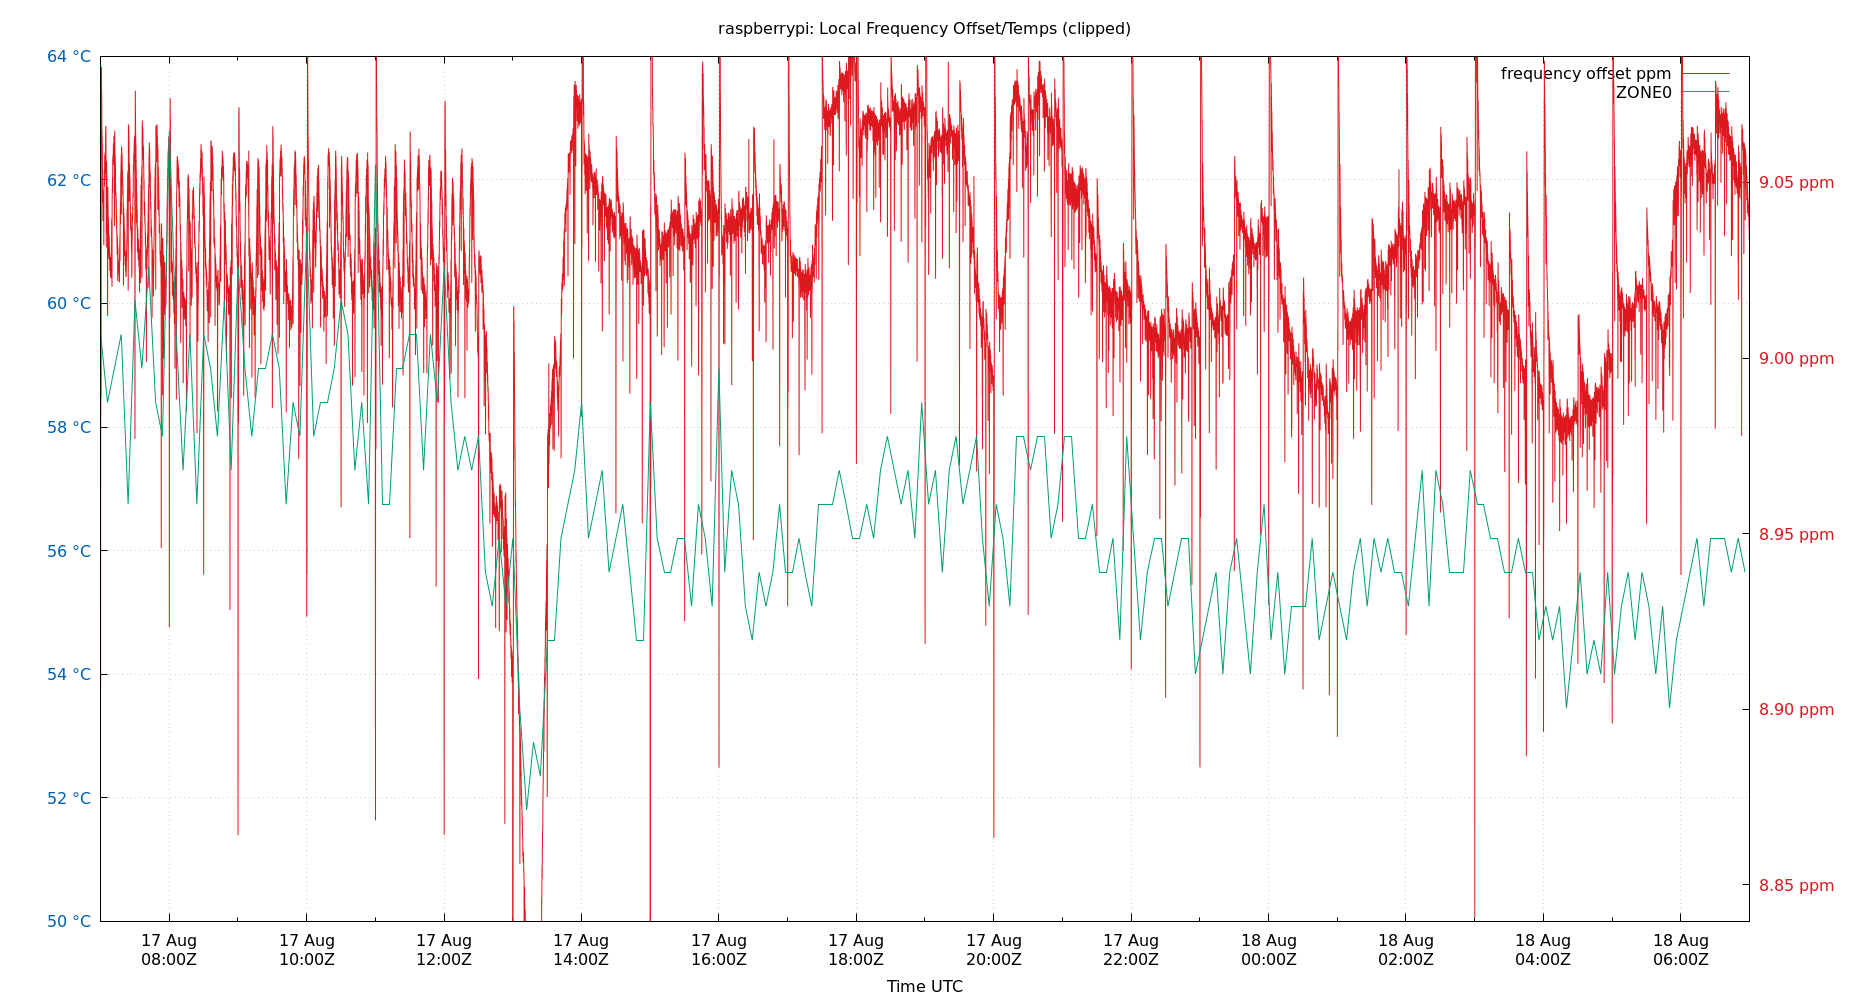 raspberrypi: Local Frequency Offset/Temps (clipped)
64 °C
62 °C
60 °C
58 °C
56 °C
54 °C
52 °C
50 °C
frequency offset ppm
ZONE0
9.05 ppm
9.00 ppm
8.95 ppm
8.90 ppm
8.85 ppm
17 Aug 17 Aug 17 Aug 17 Aug 17 Aug 17 Aug 17 Aug 17 Aug 18 Aug 18 Aug 18 Aug 18 Aug
08:00Z 10:00Z 12:00Z 14:00Z 16:00Z 18:00Z 20:00Z 22:00Z 00:00Z 02:00Z 04:00Z 06:00Z
Time UTC